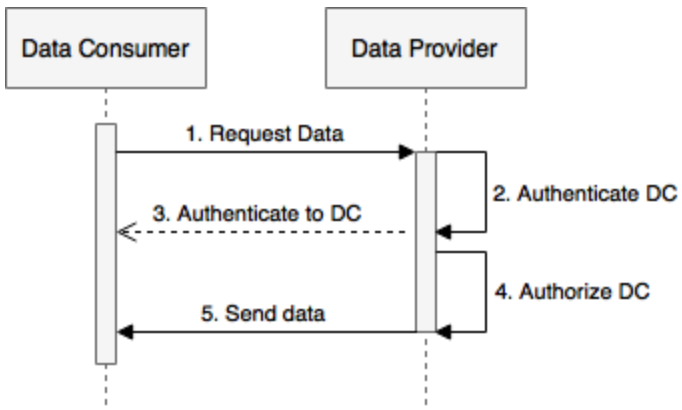 Data Consumer
Data Provider
1. Request Data
2. Authenticate DC
3. Authenticate to DC
4. Authorize DC
5. Send data